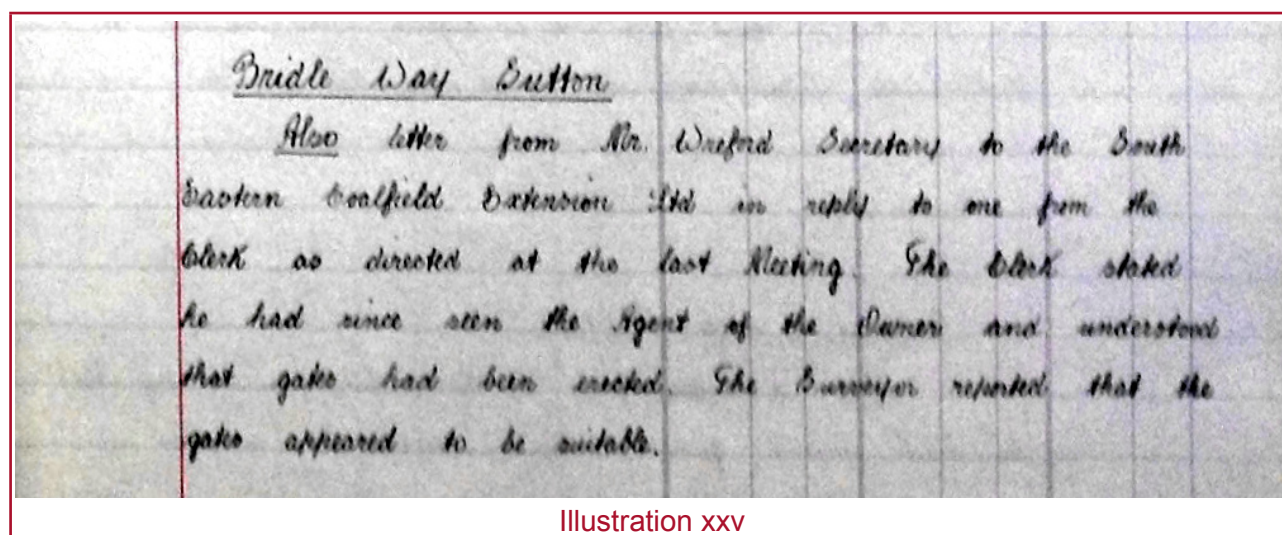 Bridle Way Sutton
Also letter from Mr. Wreford Secretary to the South
Eastern Coalfield Extension Ltd in reply to one from the
Clerk as directed at the last Meeting. The Clerk stated
he had since seen the Agent of the Owner and understood
that gates had been erected. The Surveyor reported that the
gates appeared to be suitable.
Illustration xxv